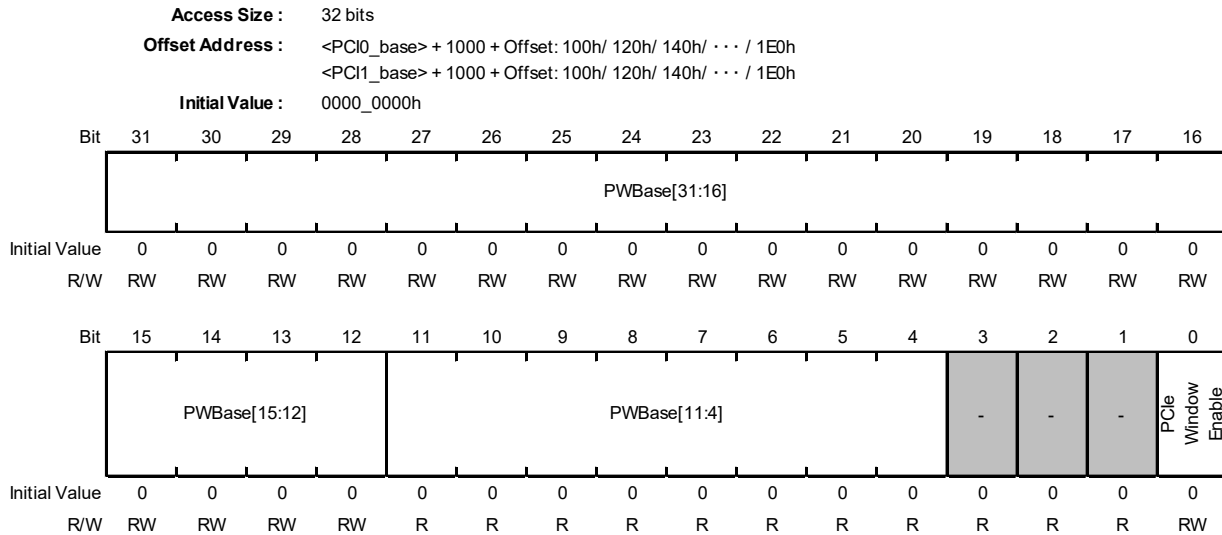 Access Size : 32 bits
Offset Address : <PCI0_base> + 1000 + Offset: 100h/ 120h/ 140h/ ･･･ / 1E0h
<PCI1_base> + 1000 + Offset: 100h/ 120h/ 140h/ ･･･ / 1E0h
Initial Value : 0000_0000h
Bit 31 30 29 28 27 26 25 24 23 22 21 20 19 18 17 16
PWBase[31:16]
Initial Value 0 0 0 0 0 0 0 0 0 0 0 0 0 0 0 0
R/W RW RW RW RW RW RW RW RW RW RW RW RW RW RW RW RW
Bit 15 14 13 12 11 10 9 8 7 6 5 4 3 2 1 0
PWBase[15:12] PWBase[11:4] - - - PCIe
Window
Enable
Initial Value 0 0 0 0 0 0 0 0 0 0 0 0 0 0 0 0
R/W RW RW RW RW R R R R R R R R R R R RW